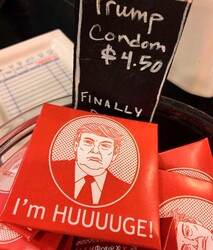 Trump
Condom
$4.50
FINALLY
I'm HUUUUGE!